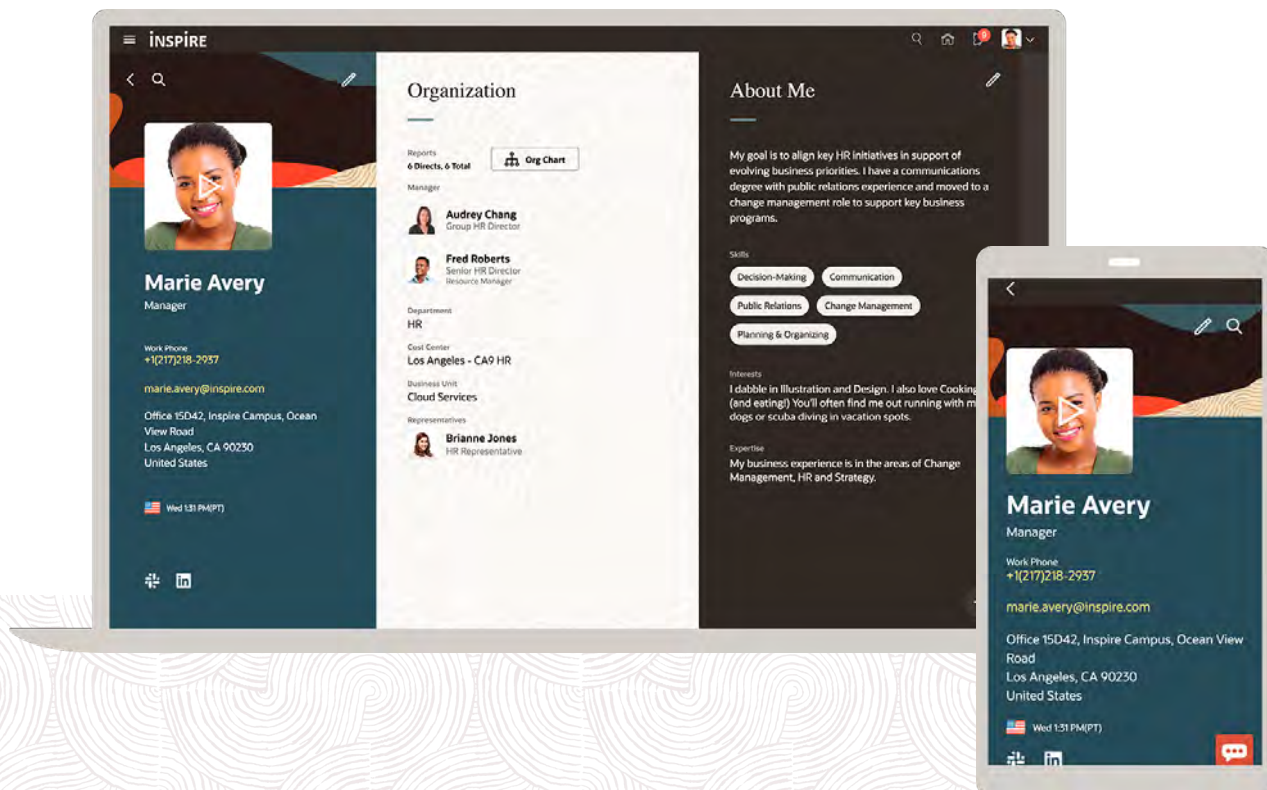 iNSPiRE
9
Marie Avery
Manager
Work Phone
+1(217)218-2937
marie.avery@inspire.com
Office 15D42, Inspire Campus, Ocean
View Road
Los Angeles, CA 90230
United States
Wed 1:31 PM(PT)
in
Organization
Reports
6 Directs, 6 Total
Org Chart
Manager
Audrey Chang
Group HR Director
Fred Roberts
Senior HR Director
Resource Manager
Department
HR
Cost Center
Los Angeles - CA9 HR
Business Unit
Cloud Services
Representatives
Brianne Jones
HR Representative
About Me
My goal is to align key HR initiatives in support of
evolving business priorities. I have a communications
degree with public relations experience and moved to a
change management role to support key business
programs.
Skills
Decision-Making
Communication
Public Relations
Change Management
Planning & Organizing
Interests
I dabble in Illustration and Design. I also love Cooking
(and eating!) You'll often find me out running with m
dogs or scuba diving in vacation spots.
Expertise
My business experience is in the areas of Change
Management, HR and Strategy.
Marie Avery
Manager
Work Phone
+1(217)218-2937
marie.avery@inspire.com
Office 15D42, Inspire Campus, Ocean View
Road
Los Angeles, CA 90230
United States
Wed 1:31 PM(PT)
in